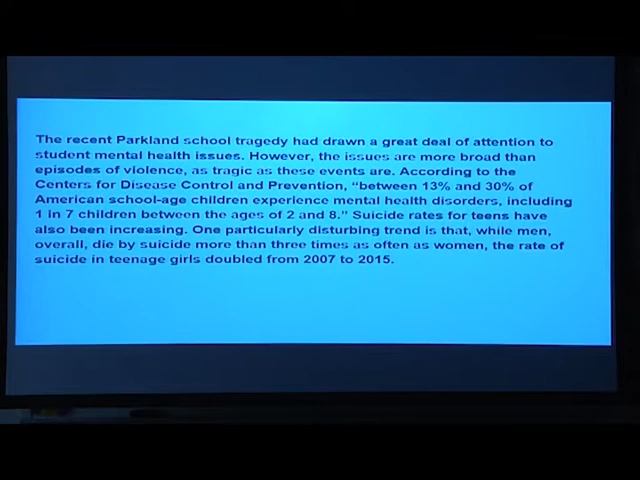 The recent Parkland school tragedy had drawn a great deal of attention to
student mental health issues. However, the issues are more broad than
episodes of violence, as tragic as these events are. According to the
Centers for Disease Control and Prevention, “between 13% and 30% of
American school-age children experience mental health disorders, including
1 in 7 children between the ages of 2 and 8.” Suicide rates for teens have
also been increasing. One particularly disturbing trend is that, while men,
overall, die by suicide more than three times as often as women, the rate of
suicide in teenage girls doubled from 2007 to 2015.